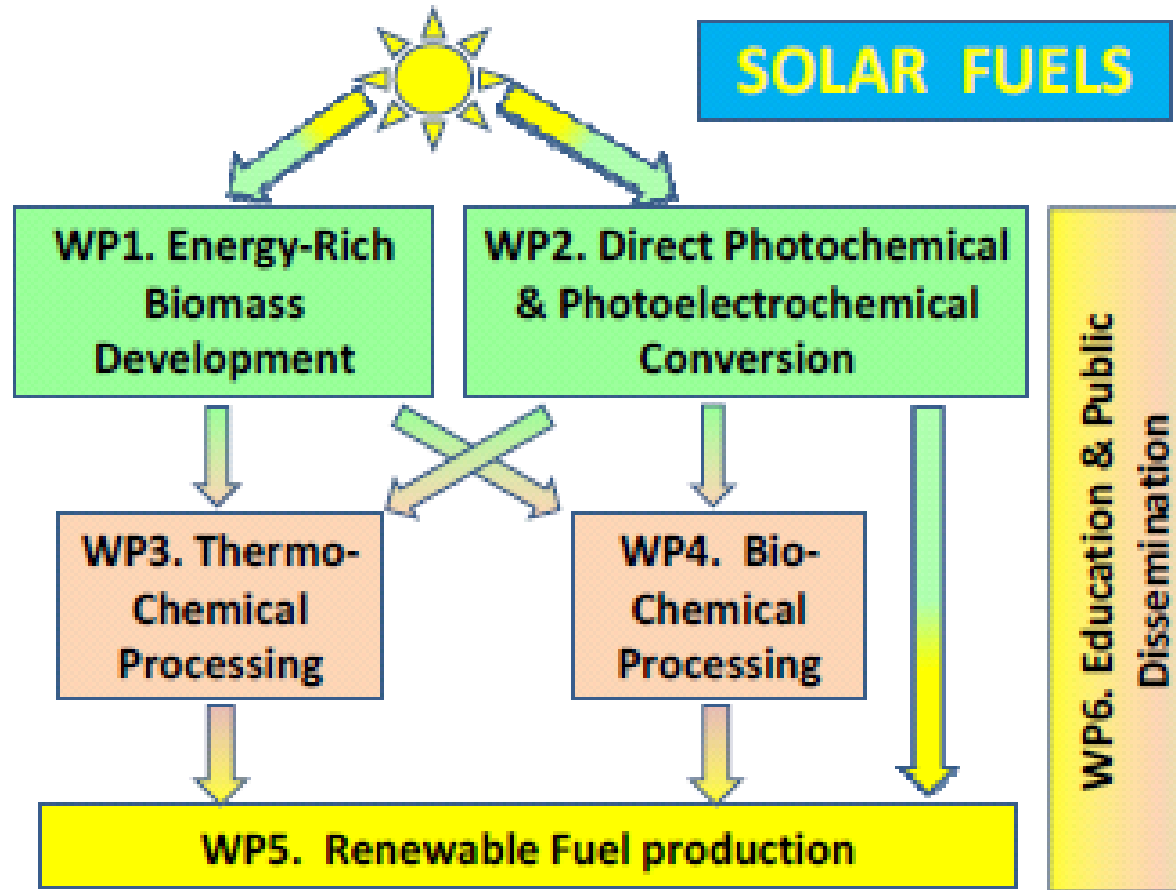 SOLAR FUELS
WP1. Energy-Rich
Biomass
Development
WP2. Direct Photochemical
& Photoelectrochemical
Conversion
WP3. Thermo-
Chemical
Processing
WP4. Bio-
Chemical
Processing
WP5. Renewable Fuel production
WP6. Education & Public
Dissemination